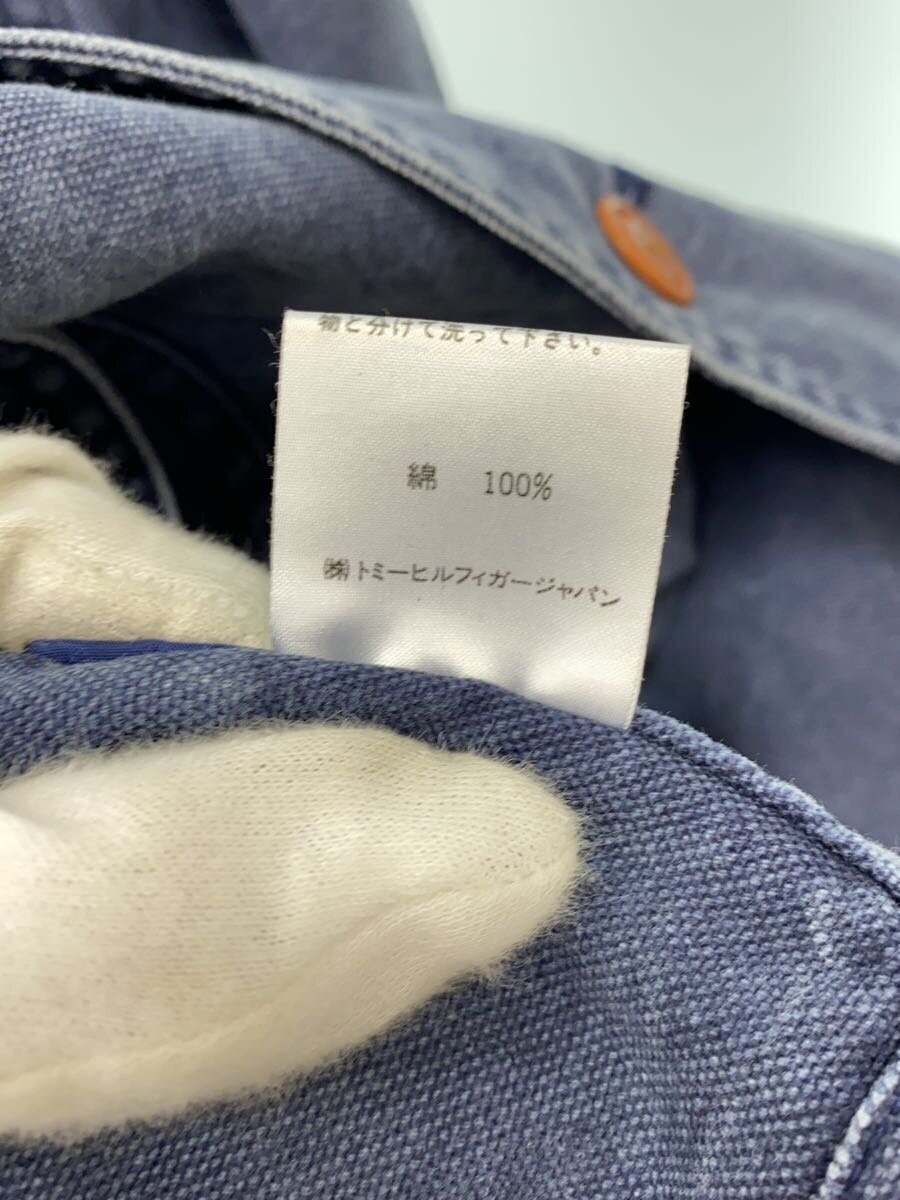 物と分けて洗って下さい。
綿 100%
㈱トミーヒルフィガージャパン